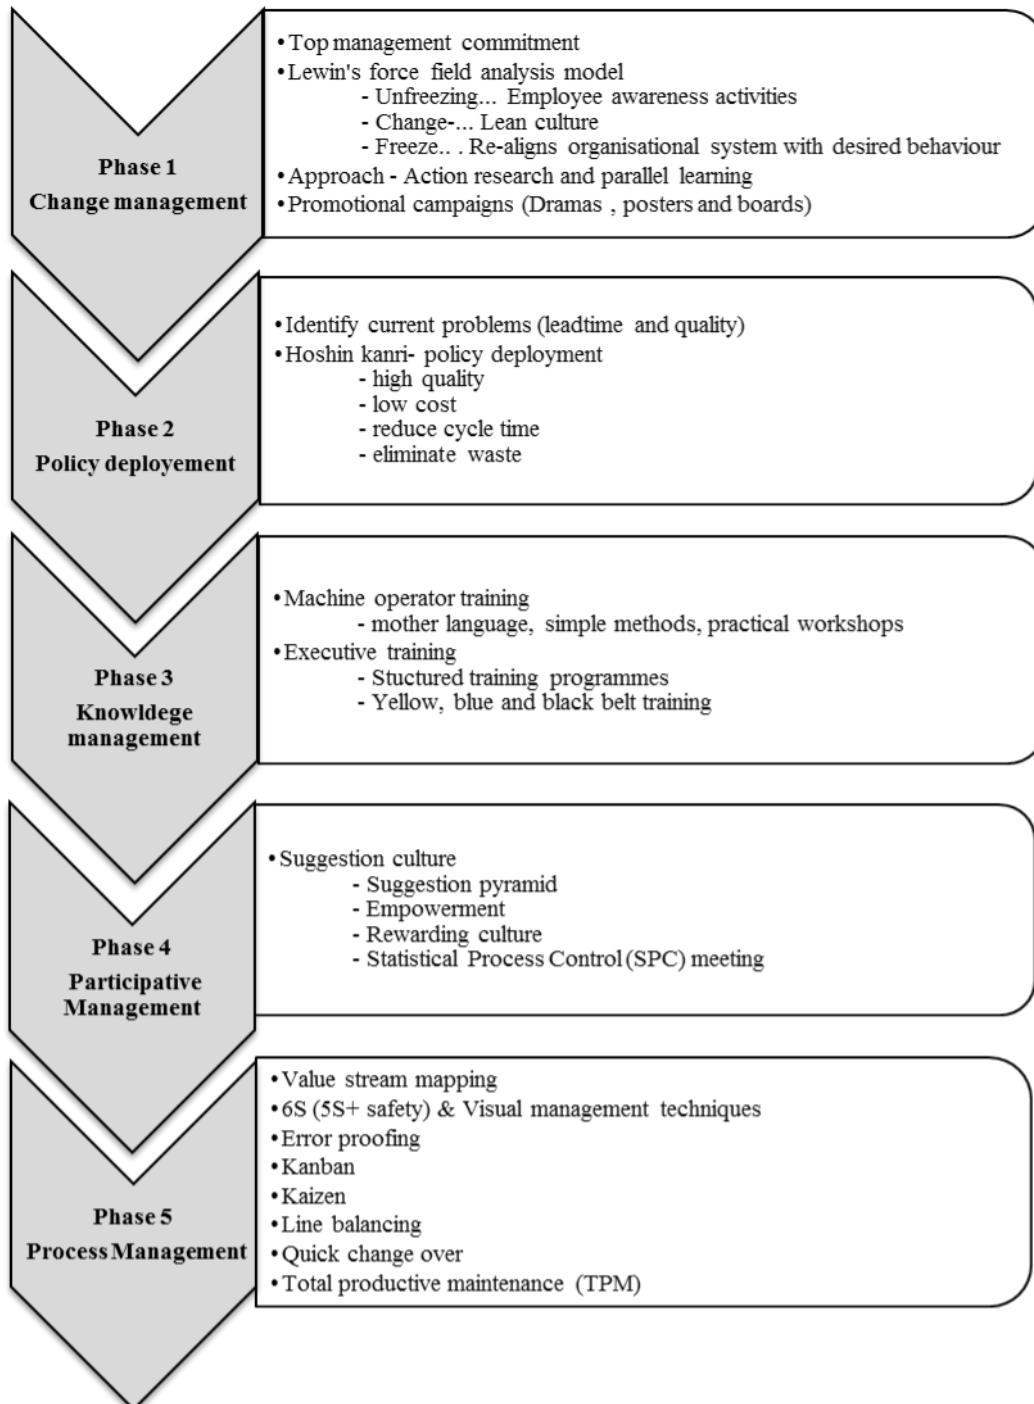 Phase 1
Change management
•Top management commitment
•Lewin's force field analysis model
- Unfreezing... Employee awareness activities
- Change-... Lean culture
- Freeze.. . Re-aligns organisational system with desired behaviour
•Approach - Action research and parallel learning
•Promotional campaigns (Dramas , posters and boards)
Phase 2
Policy deployement
•Identify current problems (leadtime and quality)
•Hoshin kanri- policy deployment
- high quality
- low cost
- reduce cycle time
- eliminate waste
Phase 3
Knowldege
management
•Machine operator training
- mother language, simple methods, practical workshops
•Executive training
- Stuctured training programmes
- Yellow, blue and black belt training
Phase 4
Participative
Management
•Suggestion culture
- Suggestion pyramid
- Empowerment
- Rewarding culture
- Statistical Process Control (SPC) meeting
Phase 5
Process Management
•Value stream mapping
•6S (5S+ safety) & Visual management techniques
•Error proofing
•Kanban
•Kaizen
•Line balancing
•Quick change over
•Total productive maintenance (TPM)